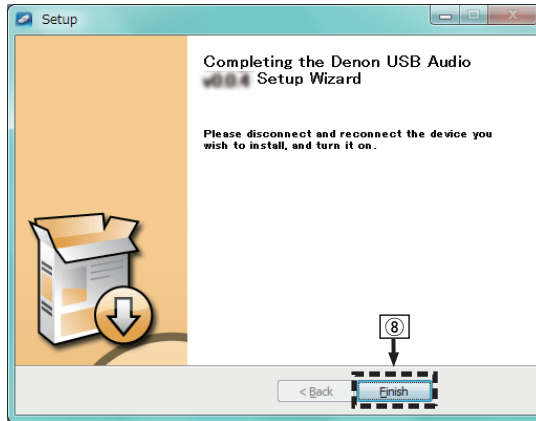 Setup
Completing the Denon USB Audio
Setup Wizard
Please disconnect and reconnect the device you
wish to install, and turn it on.
⑧
< Back
Finish